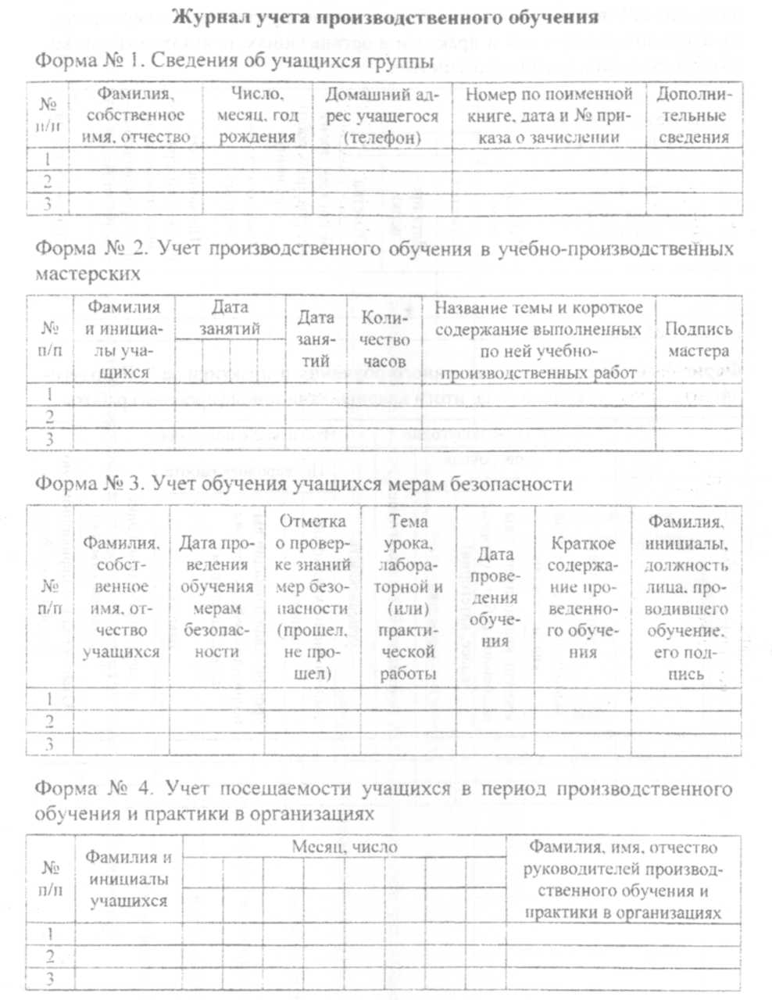 Журнал учета производственного обучения
Форма № 1. Сведения об учащихся группы
№ п/п
Фамилия,
собственное
имя, отчество
Число,
месяц, год
рождения
Домашний ад-
рес учащегося
(телефон)
Номер по поименной
книге, дата и № при-
каза о зачислении
Дополни-
тельные
сведения
1
2
3
Форма № 2. Учет производственного обучения в учебно-производственных
мастерских
№
п/п
Фамилия
и инициа-
лы уча-
щихся
Дата
занятий
Дата
заня-
тий
Коли-
чество
часов
Название темы и короткое
содержание выполненных
по ней учебно-
производственных работ
Подпись
мастера
1
2
3
Форма № 3. Учет обучения учащихся мерам безопасности
№
п/п
Фамилия,
собст-
венное
имя, от-
чество
учащихся
Дата про-
ведения
обучения
мерам
безопас-
ности
Отметка
о провер-
ке знаний
мер безо-
пасности
(прошел,
не про-
шел)
Тема
урока,
лабора-
торной и
(или)
практи-
ческой
работы
Дата
прове-
дения
обуче-
ния
Краткое
содержа-
ние про-
веденно-
го обуче-
ния
Фамилия,
инициалы,
должность
лица, про-
водившего
обучение,
его под-
пись
1
2
3
Форма № 4. Учет посещаемости учащихся в период производственного
обучения и практики в организациях
№
п/п
Фамилия и
инициалы
учащихся
Месяц, число
Фамилия, имя, отчество
руководителей производ-
ственного обучения и
практики в организациях
1
2
3